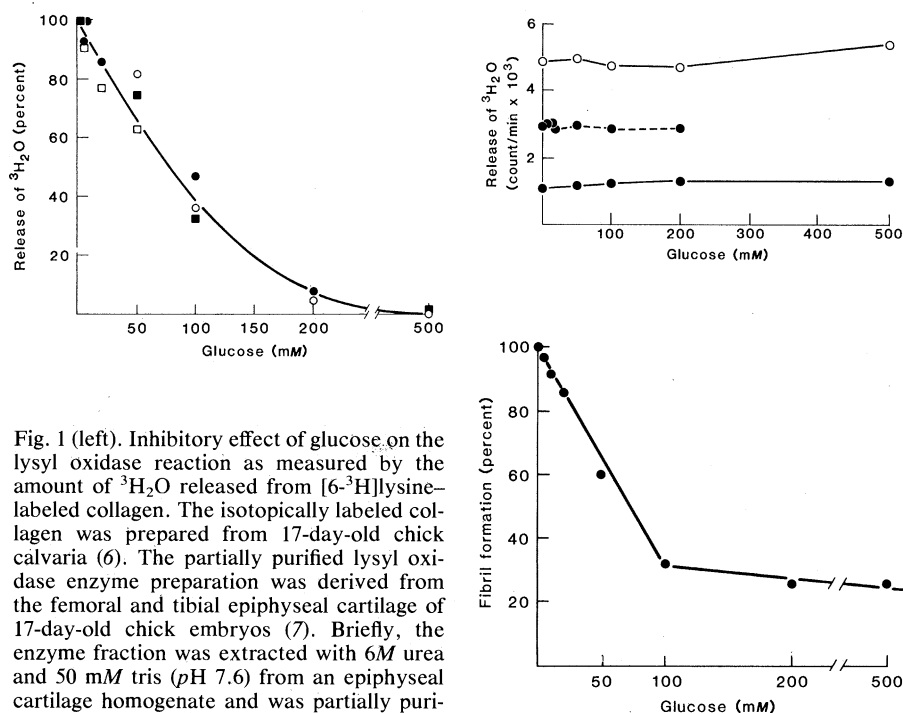 100
80
60
40
20
Release of ³H₂O (percent)
50 100 150 200 500
Glucose (mM)
6
4
2
Release of ³H₂O
(count/min x 10³)
100 200 300 400 500
Glucose (mM)
100
80
60
40
20
Fibril formation (percent)
50 100 200 500
Glucose (mM)
Fig. 1 (left). Inhibitory effect of glucose on the
lysyl oxidase reaction as measured by the
amount of ³H₂O released from [6-³H]lysine–
labeled collagen. The isotopically labeled col-
lagen was prepared from 17-day-old chick
calvaria (6). The partially purified lysyl oxi-
dase enzyme preparation was derived from
the femoral and tibial epiphyseal cartilage of
17-day-old chick embryos (7). Briefly, the
enzyme fraction was extracted with 6M urea
and 50 mM tris (pH 7.6) from an epiphyseal
cartilage homogenate and was partially puri-